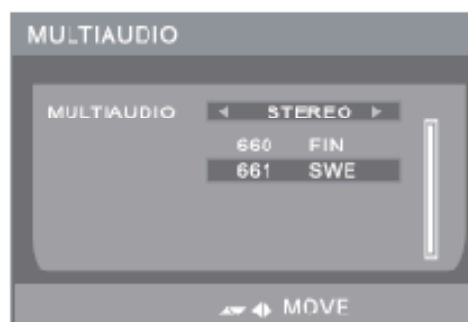 MULTIAUDIO
MULTIAUDIO STEREO
660 FIN
661 SWE
MOVE